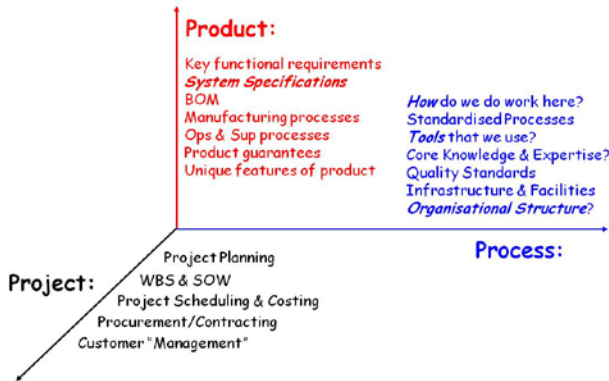 Product:
Key functional requirements
System Specifications
BOM
Manufacturing processes
Ops & Sup processes
Product guarantees
Unique features of product
How do we do work here?
Standardised Processes
Tools that we use?
Core Knowledge & Expertise?
Quality Standards
Infrastructure & Facilities
Organisational Structure?
Process:
Project:
Project Planning
WBS & SOW
Project Scheduling & Costing
Procurement/Contracting
Customer "Management"